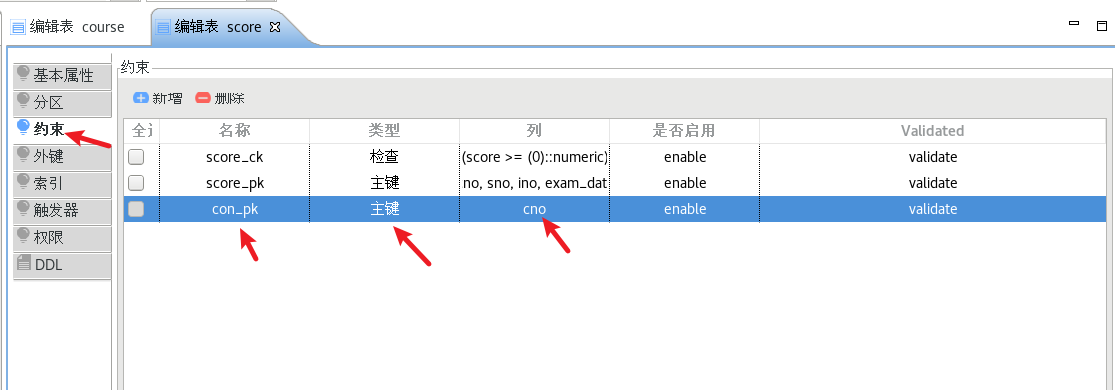 编辑表 course
编辑表 score
基本属性
分区
约束
外键
索引
触发器
权限
DDL
约束
新增 删除
名称 类型 列 是否启用 Validated
score_ck 检查 (score >= (0)::numeric) enable validate
score_pk 主键 no, sno, ino, exam_dat enable validate
con_pk 主键 cno enable validate